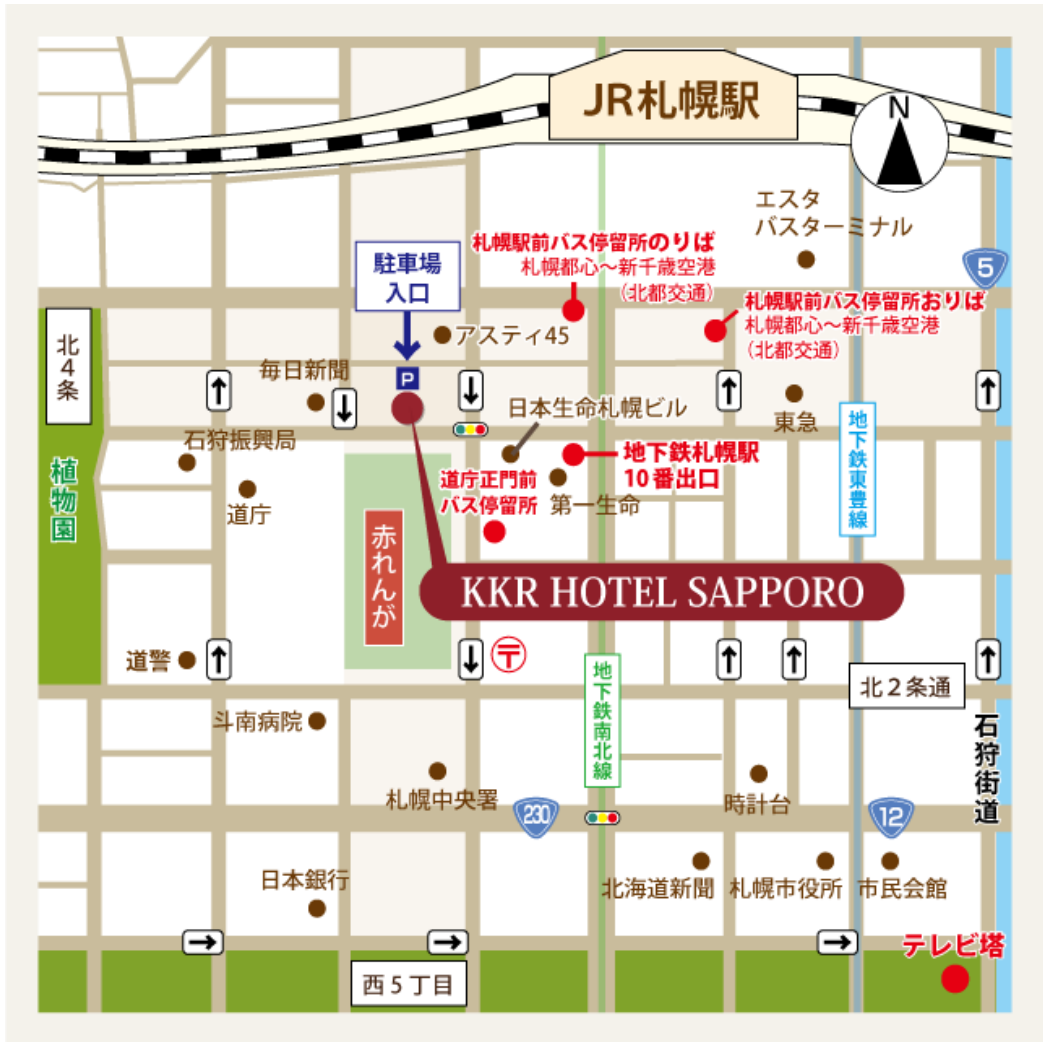 JR札幌駅
N
エスタ
バスターミナル
札幌駅前バス停留所のりば
札幌都心～新千歳空港
（北都交通）
5
駐車場
入口
札幌駅前バス停留所おりば
札幌都心～新千歳空港
（北都交通）
アスティ45
北4条
毎日新聞
P
日本生命札幌ビル
東急
地下鉄東豊線
石狩振興局
地下鉄札幌駅
10番出口
植物園
道庁正門前
バス停留所
第一生命
道庁
赤れんが
KKR HOTEL SAPPORO
道警
〒
地下鉄南北線
北2条通
斗南病院
石狩街道
札幌中央署
230
時計台
12
日本銀行
北海道新聞
札幌市役所
市民会館
テレビ塔
西5丁目